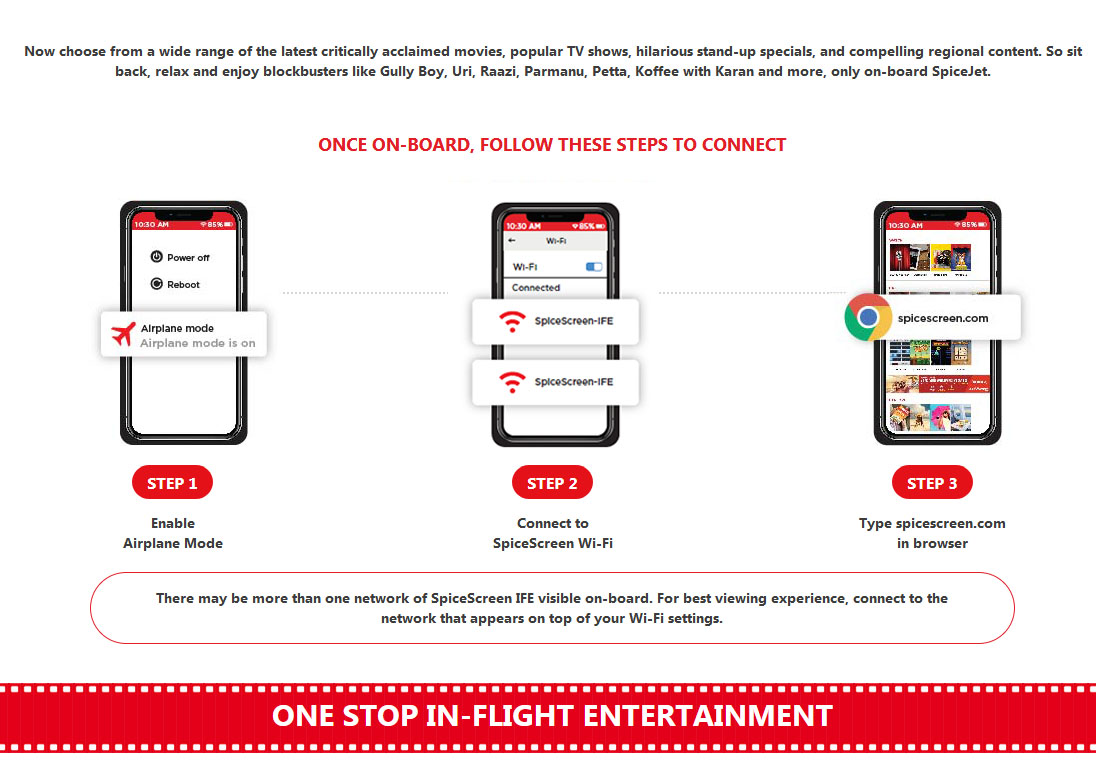 Now choose from a wide range of the latest critically acclaimed movies, popular TV shows, hilarious stand-up specials, and compelling regional content. So sit
back, relax and enjoy blockbusters like Gully Boy, Uri, Raazi, Parmanu, Petta, Koffee with Karan and more, only on-board SpiceJet.
ONCE ON-BOARD, FOLLOW THESE STEPS TO CONNECT
10:30 AM 85%
Power off
Reboot
Airplane mode
Airplane mode is on
10:30 AM 85%
Wi-Fi
Wi-Fi
Connected
SpiceScreen-IFE
SpiceScreen-IFE
10:30 AM 85%
spicescreen.com
STEP 1
Enable
Airplane Mode
STEP 2
Connect to
SpiceScreen Wi-Fi
STEP 3
Type spicescreen.com
in browser
There may be more than one network of SpiceScreen IFE visible on-board. For best viewing experience, connect to the
network that appears on top of your Wi-Fi settings.
ONE STOP IN-FLIGHT ENTERTAINMENT